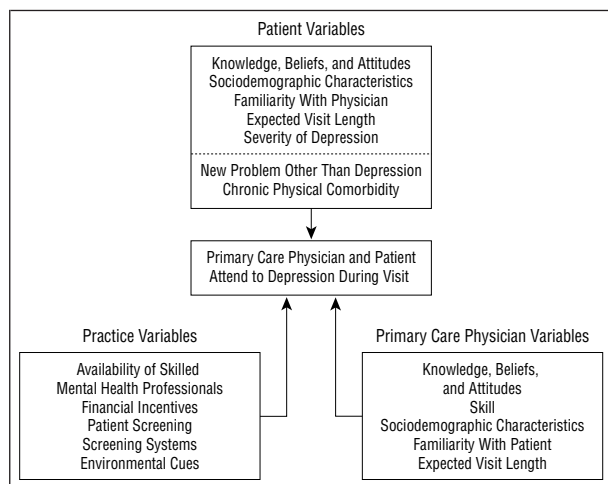 Patient Variables
Knowledge, Beliefs, and Attitudes
Sociodemographic Characteristics
Familiarity With Physician
Expected Visit Length
Severity of Depression
New Problem Other Than Depression
Chronic Physical Comorbidity
Primary Care Physician and Patient
Attend to Depression During Visit
Practice Variables
Availability of Skilled
Mental Health Professionals
Financial Incentives
Patient Screening
Screening Systems
Environmental Cues
Primary Care Physician Variables
Knowledge, Beliefs,
and Attitudes
Skill
Sociodemographic Characteristics
Familiarity With Patient
Expected Visit Length